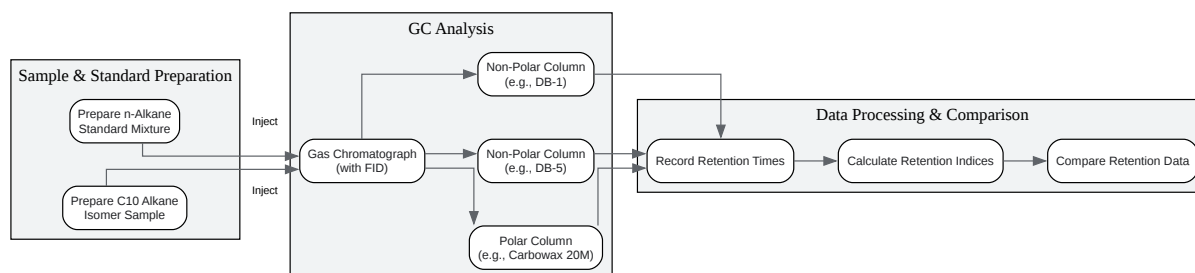 Sample & Standard Preparation
Prepare n-Alkane
Standard Mixture
Prepare C10 Alkane
Isomer Sample
Inject
Inject
GC Analysis
Gas Chromatograph
(with FID)
Non-Polar Column
(e.g., DB-1)
Non-Polar Column
(e.g., DB-5)
Polar Column
(e.g., Carbowax 20M)
Data Processing & Comparison
Record Retention Times
Calculate Retention Indices
Compare Retention Data